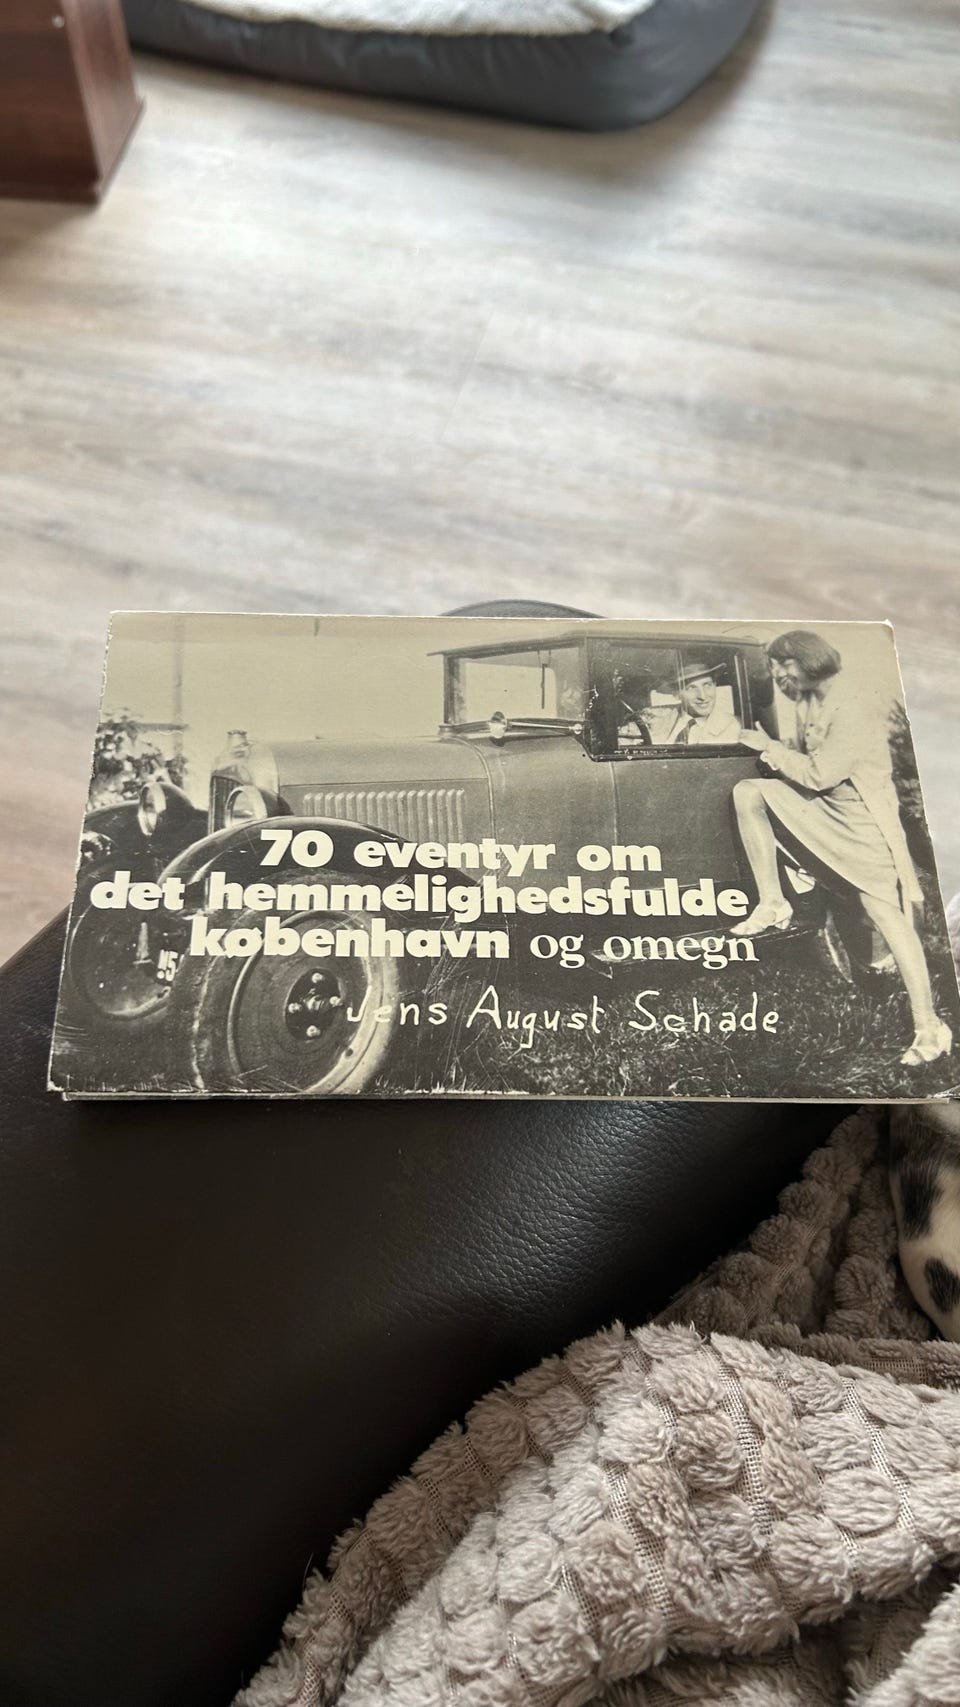 70 eventyr om
det hemmelighedsfulde
københavn og omegn
Jens August Schade